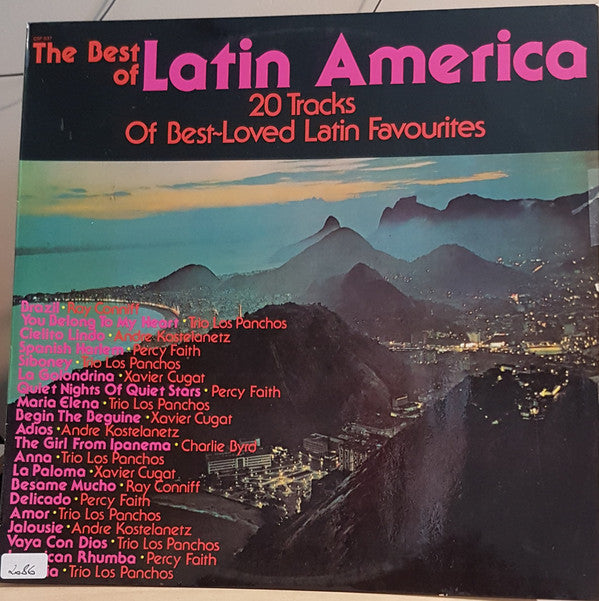 The Best
of Latin America
20 Tracks
Of Best~Loved Latin Favourites
Brazil • Ray Conniff
You Belong To My Heart • Trio Los Panchos
Cielito Lindo • Andre Kostelanetz
Spanish Harlem • Percy Faith
Siboney • Trio Los Panchos
La Golondrina • Xavier Cugat
Quiet Nights Of Quiet Stars • Percy Faith
Maria Elena • Trio Los Panchos
Begin The Beguine • Xavier Cugat
Adios • Andre Kostelanetz
The Girl From Ipanema • Charlie Byrd
Anna • Trio Los Panchos
La Paloma • Xavier Cugat
Besame Mucho • Ray Conniff
Delicado • Percy Faith
Amor • Trio Los Panchos
Jalousie • Andre Kostelanetz
Vaya Con Dios • Trio Los Panchos
Rhumba • Percy Faith
• Trio Los Panchos